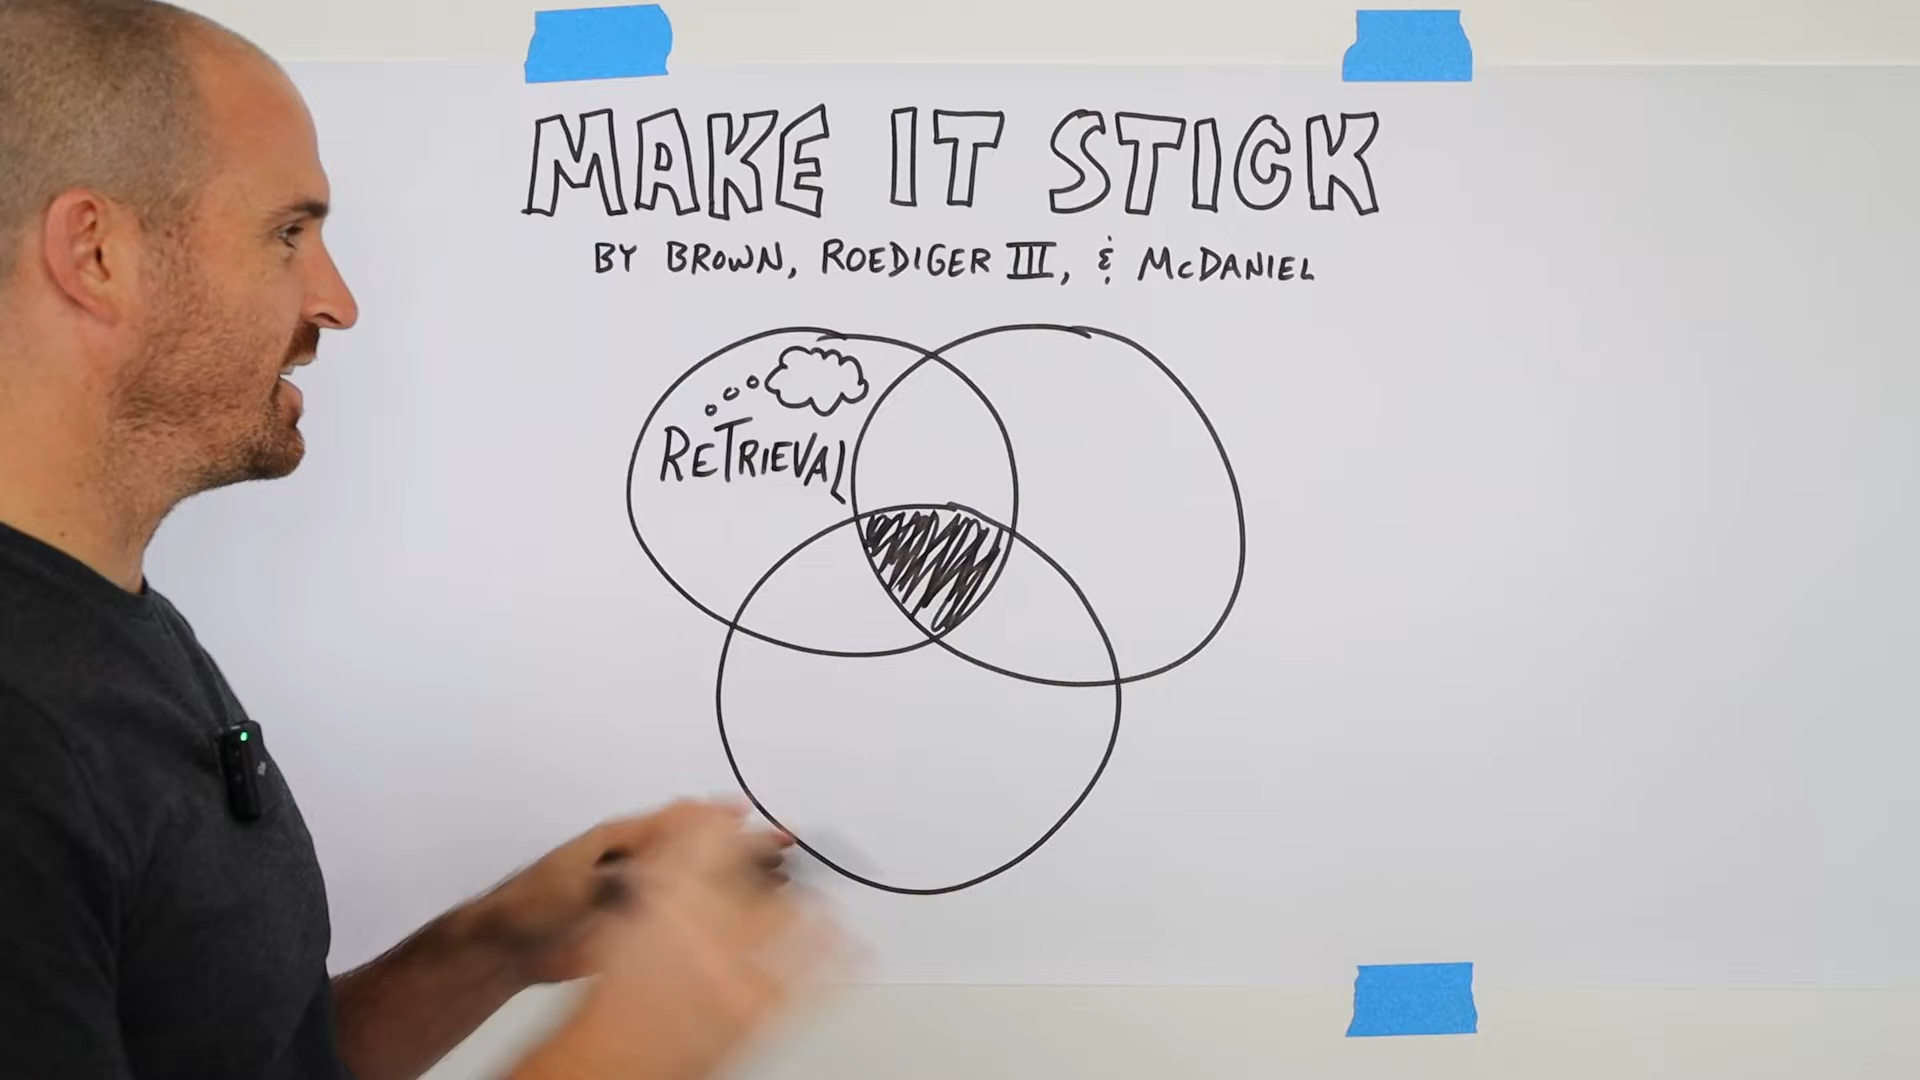 MAKE IT STICK
BY BROWN, ROEDIGER III, & McDANIEL
RETRIEVAL